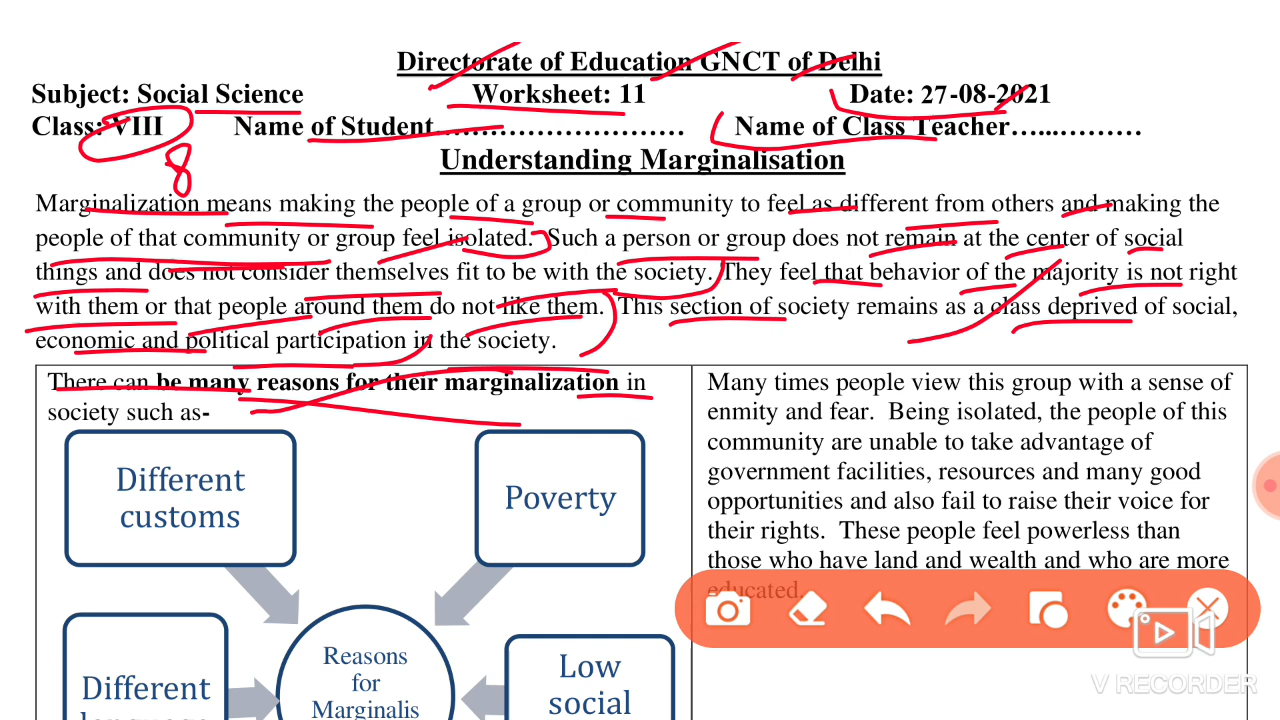 Directorate of Education GNCT of Delhi
Subject: Social Science Worksheet: 11 Date: 27-08-2021
Class: VIII Name of Student………………………… Name of Class Teacher…...………
8
Understanding Marginalisation
Marginalization means making the people of a group or community to feel as different from others and making the
people of that community or group feel isolated. Such a person or group does not remain at the center of social
things and does not consider themselves fit to be with the society. They feel that behavior of the majority is not right
with them or that people around them do not like them. This section of society remains as a class deprived of social,
economic and political participation in the society.
There can be many reasons for their marginalization in
society such as-
Different
customs
Poverty
Different
language
Reasons
for
Marginalis
Low
social
Many times people view this group with a sense of
enmity and fear. Being isolated, the people of this
community are unable to take advantage of
government facilities, resources and many good
opportunities and also fail to raise their voice for
their rights. These people feel powerless than
those who have land and wealth and who are more
educated.
V RECORDER